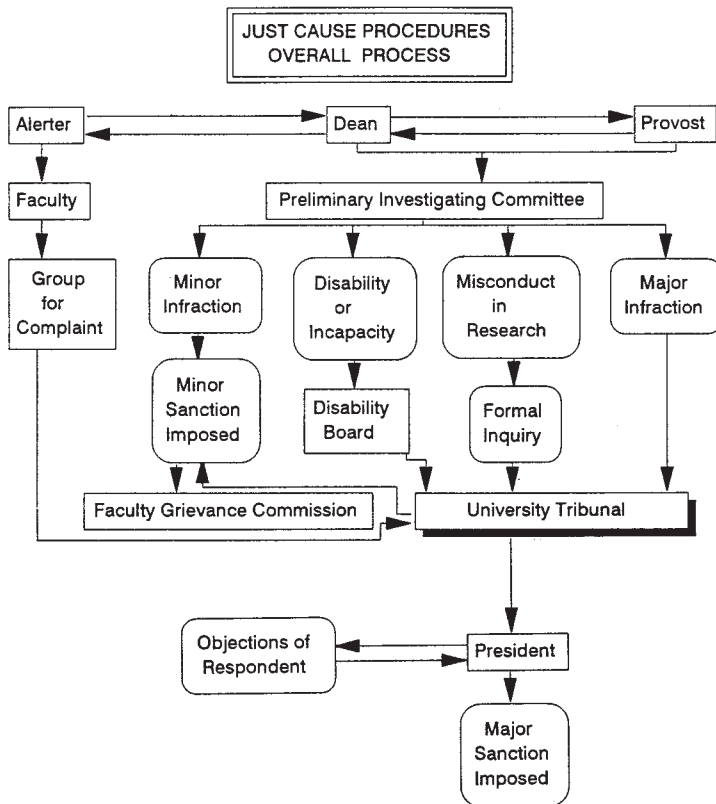 JUST CAUSE PROCEDURES
OVERALL PROCESS
Alerter
Dean
Provost
Faculty
Preliminary Investigating Committee
Group
for
Complaint
Minor
Infraction
Disability
or
Incapacity
Misconduct
in
Research
Major
Infraction
Minor
Sanction
Imposed
Disability
Board
Formal
Inquiry
Faculty Grievance Commission
University Tribunal
Objections of
Respondent
President
Major
Sanction
Imposed